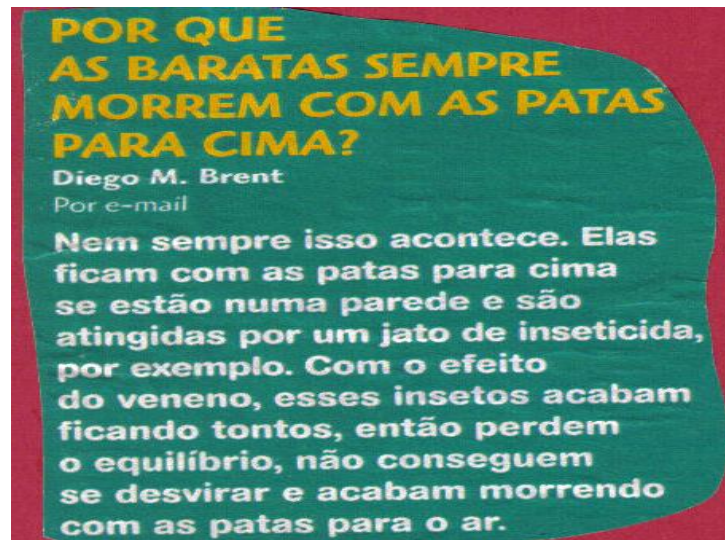 POR QUE
AS BARATAS SEMPRE
MORREM COM AS PATAS
PARA CIMA?
Diego M. Brent
Por e-mail
Nem sempre isso acontece. Elas
ficam com as patas para cima
se estão numa parede e são
atingidas por um jato de inseticida,
por exemplo. Com o efeito
do veneno, esses insetos acabam
ficando tontos, então perdem
o equilíbrio, não conseguem
se desvirar e acabam morrendo
com as patas para o ar.